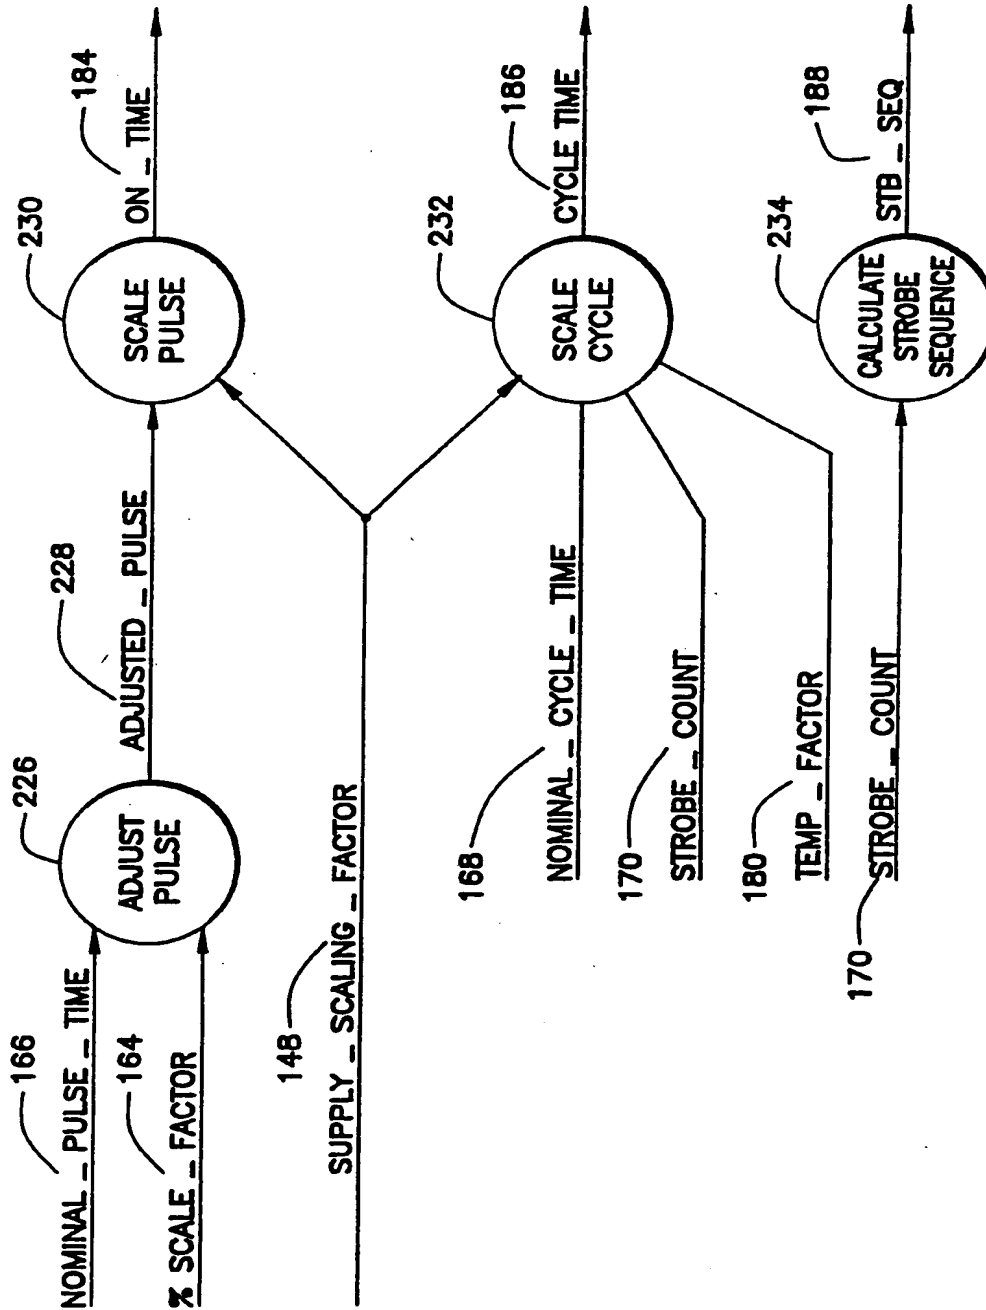 166
NOMINAL _ PULSE _ TIME
164
% SCALE _ FACTOR
226
ADJUST
PULSE
228
ADJUSTED _ PULSE
230
SCALE
PULSE
184
ON _ TIME
148
SUPPLY _ SCALING _ FACTOR
168
NOMINAL _ CYCLE _ TIME
170
STROBE _ COUNT
180
TEMP _ FACTOR
232
SCALE
CYCLE
186
CYCLE TIME
170
STROBE _ COUNT
234
CALCULATE
STROBE
SEQUENCE
188
STB _ SEQ